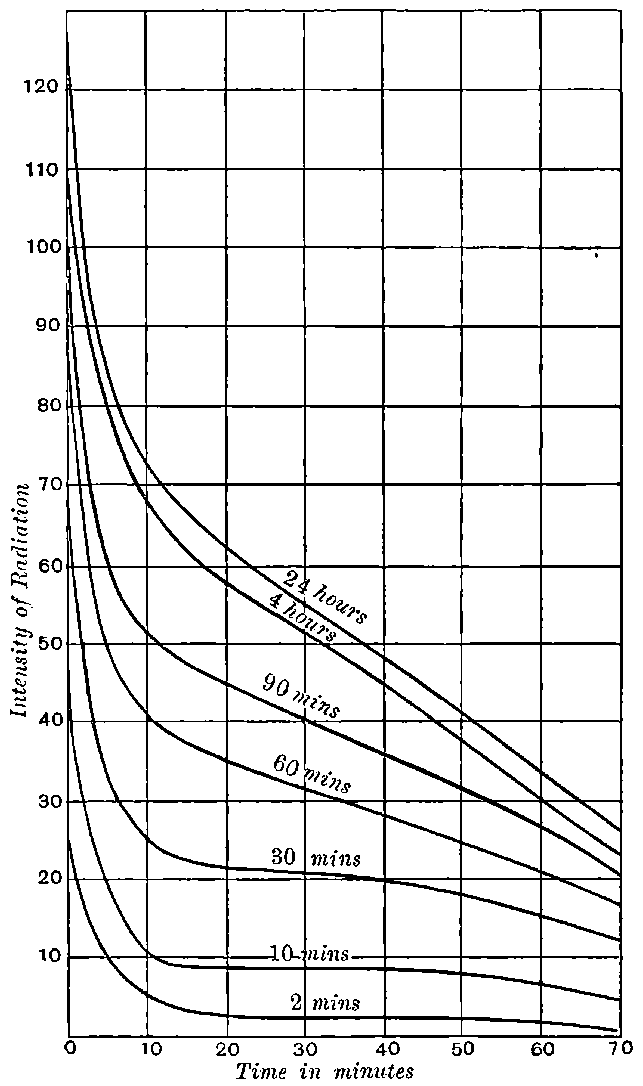 120
110
100
90
80
70
60
50
40
30
20
10
Intensity of Radiation
24 hours
4 hours
90 mins
60 mins
30 mins
10 mins
2 mins
0 10 20 30 40 50 60 70
Time in minutes